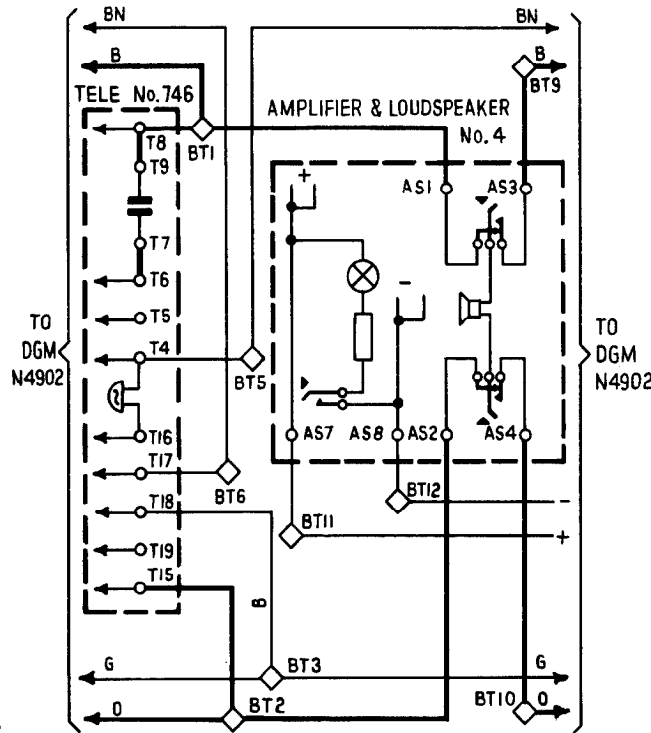 BN
BN
B
B
TELE No.746
BT9
AMPLIFIER & LOUDSPEAKER
No.4
T8
BT1
T9
+
AS1
AS3
T7
T6
-
T5
TO
DGM
N4902
T4
TO
DGM
N4902
BT5
T16
AS7
AS8
AS2
AS4
T17
BT6
BT12
-
T18
BT11
+
T19
T15
B
G
BT3
G
O
BT2
BT10
O